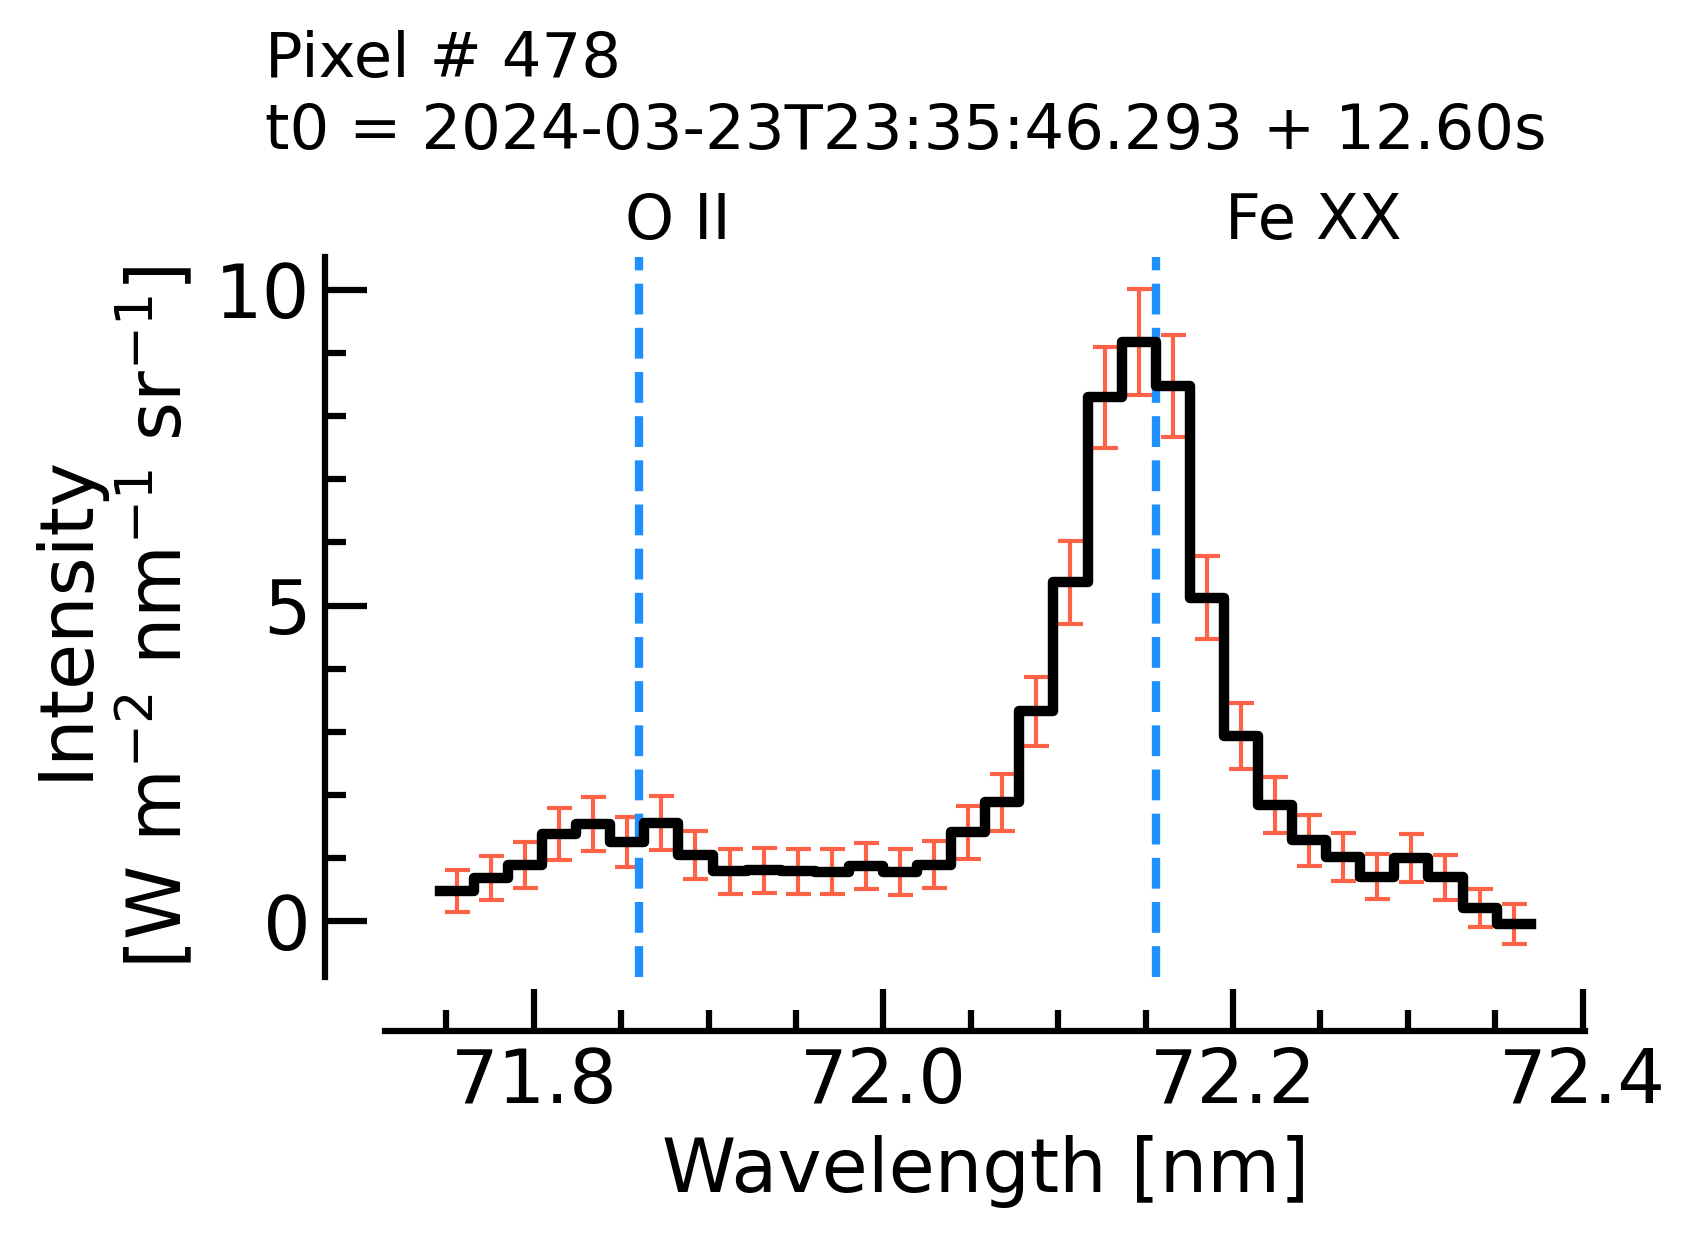 Pixel # 478
t0 = 2024-03-23T23:35:46.293 + 12.60s
O II
Fe XX
Intensity
[W m⁻² nm⁻¹ sr⁻¹]
10
5
0
71.8
72.0
72.2
72.4
Wavelength [nm]